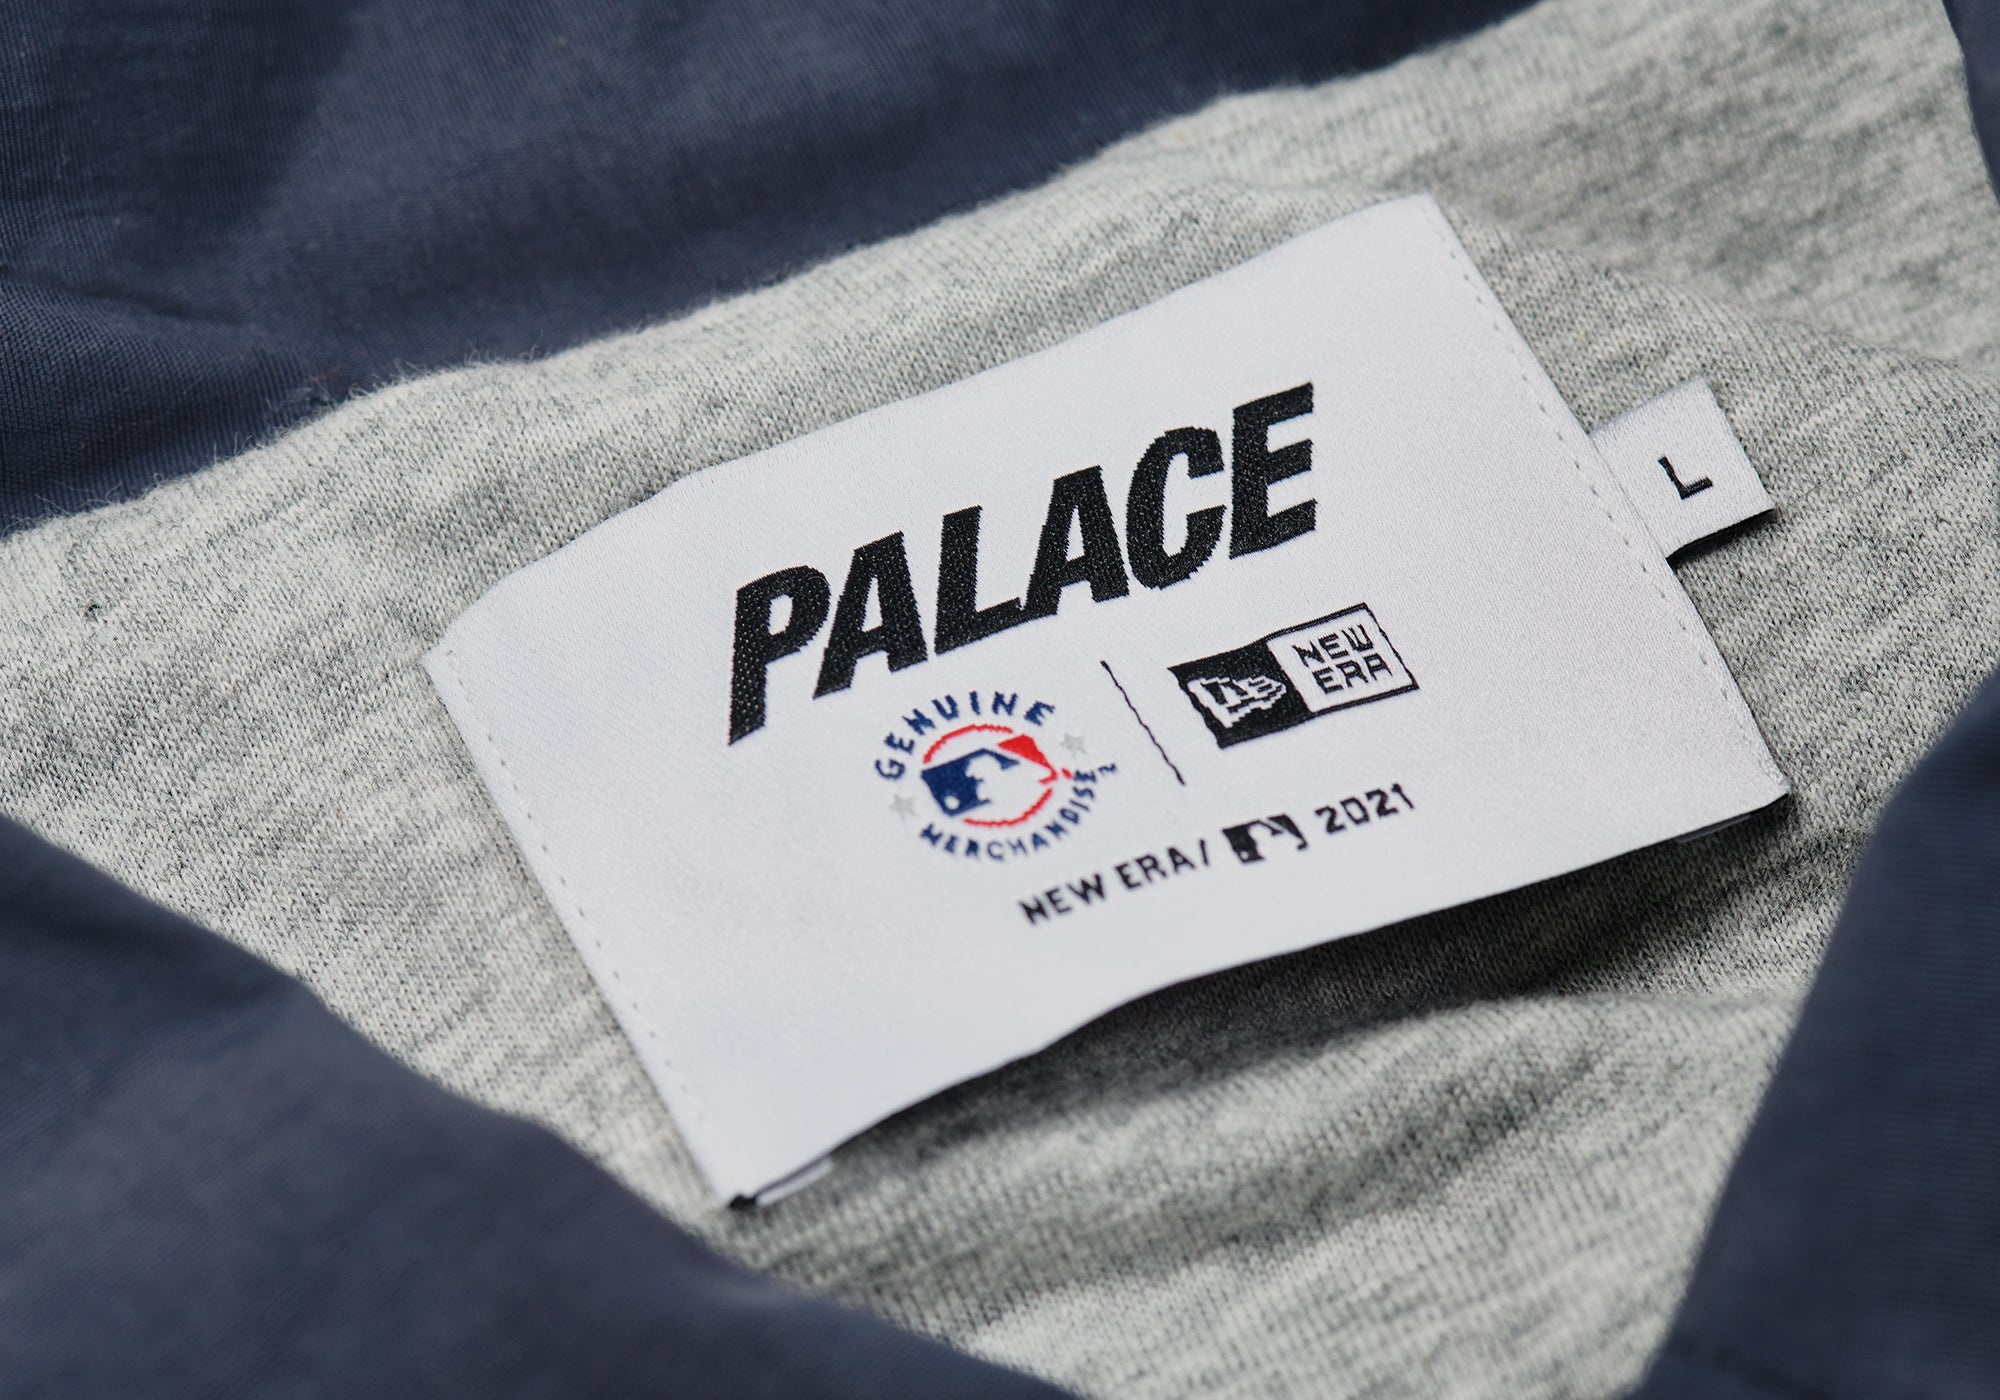 PALACE
GENUINE
MERCHANDISE
NEW
ERA
NEW ERA/ 2021
L